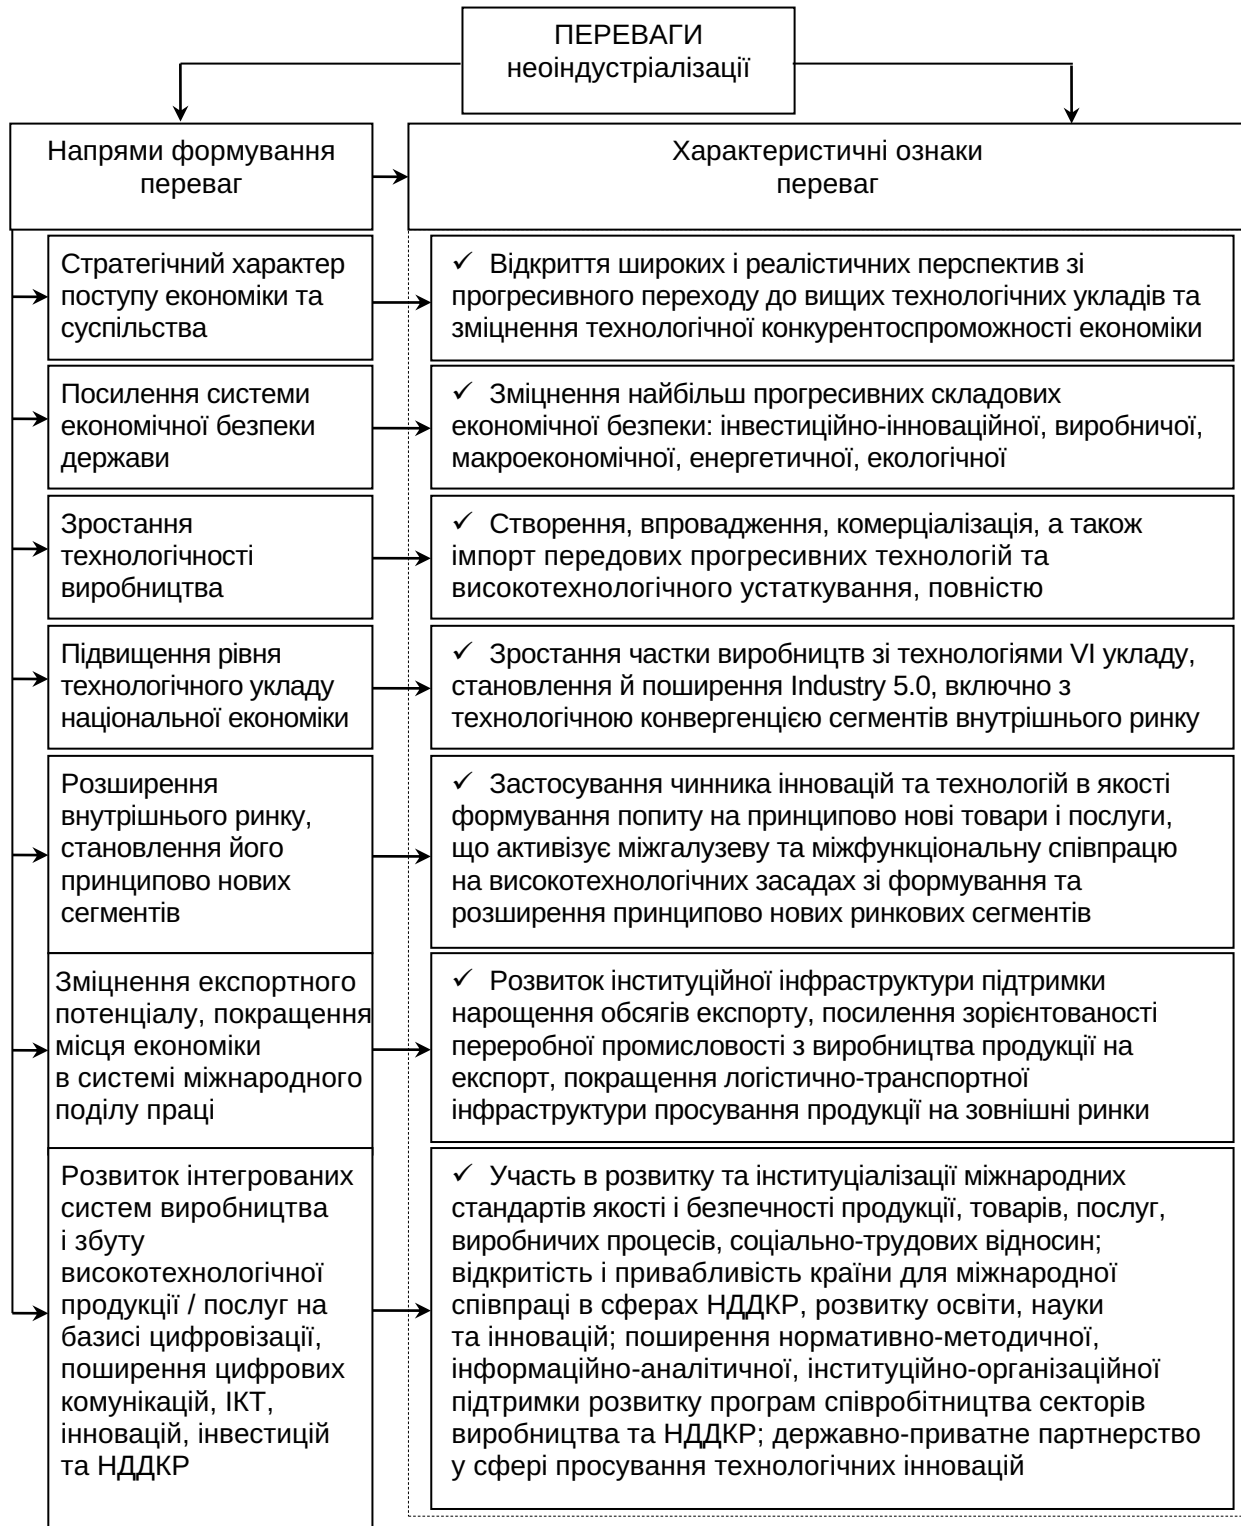 ПЕРЕВАГИ
неоіндустріалізації
Напрями формування
переваг
Характеристичні ознаки
переваг
Стратегічний характер
поступу економіки та
суспільства
✓ Відкриття широких і реалістичних перспектив зі
прогресивного переходу до вищих технологічних укладів та
зміцнення технологічної конкурентоспроможності економіки
Посилення системи
економічної безпеки
держави
✓ Зміцнення найбільш прогресивних складових
економічної безпеки: інвестиційно-інноваційної, виробничої,
макроекономічної, енергетичної, екологічної
Зростання
технологічності
виробництва
✓ Створення, впровадження, комерціалізація, а також
імпорт передових прогресивних технологій та
високотехнологічного устаткування, повністю
Підвищення рівня
технологічного укладу
національної економіки
✓ Зростання частки виробництв зі технологіями VI укладу,
становлення й поширення Industry 5.0, включно з
технологічною конвергенцією сегментів внутрішнього ринку
Розширення
внутрішнього ринку,
становлення його
принципово нових
сегментів
✓ Застосування чинника інновацій та технологій в якості
формування попиту на принципово нові товари і послуги,
що активізує міжгалузеву та міжфункціональну співпрацю
на високотехнологічних засадах зі формування та
розширення принципово нових ринкових сегментів
Зміцнення експортного
потенціалу, покращення
місця економіки
в системі міжнародного
поділу праці
✓ Розвиток інституційної інфраструктури підтримки
нарощення обсягів експорту, посилення зорієнтованості
переробної промисловості з виробництва продукції на
експорт, покращення логістично-транспортної
інфраструктури просування продукції на зовнішні ринки
Розвиток інтегрованих
систем виробництва
і збуту
високотехнологічної
продукції / послуг на
базисі цифровізації,
поширення цифрових
комунікацій, ІКТ,
інновацій, інвестицій
та НДДКР
✓ Участь в розвитку та інституціалізації міжнародних
стандартів якості і безпечності продукції, товарів, послуг,
виробничих процесів, соціально-трудових відносин;
відкритість і привабливість країни для міжнародної
співпраці в сферах НДДКР, розвитку освіти, науки
та інновацій; поширення нормативно-методичної,
інформаційно-аналітичної, інституційно-організаційної
підтримки розвитку програм співробітництва секторів
виробництва та НДДКР; державно-приватне партнерство
у сфері просування технологічних інновацій